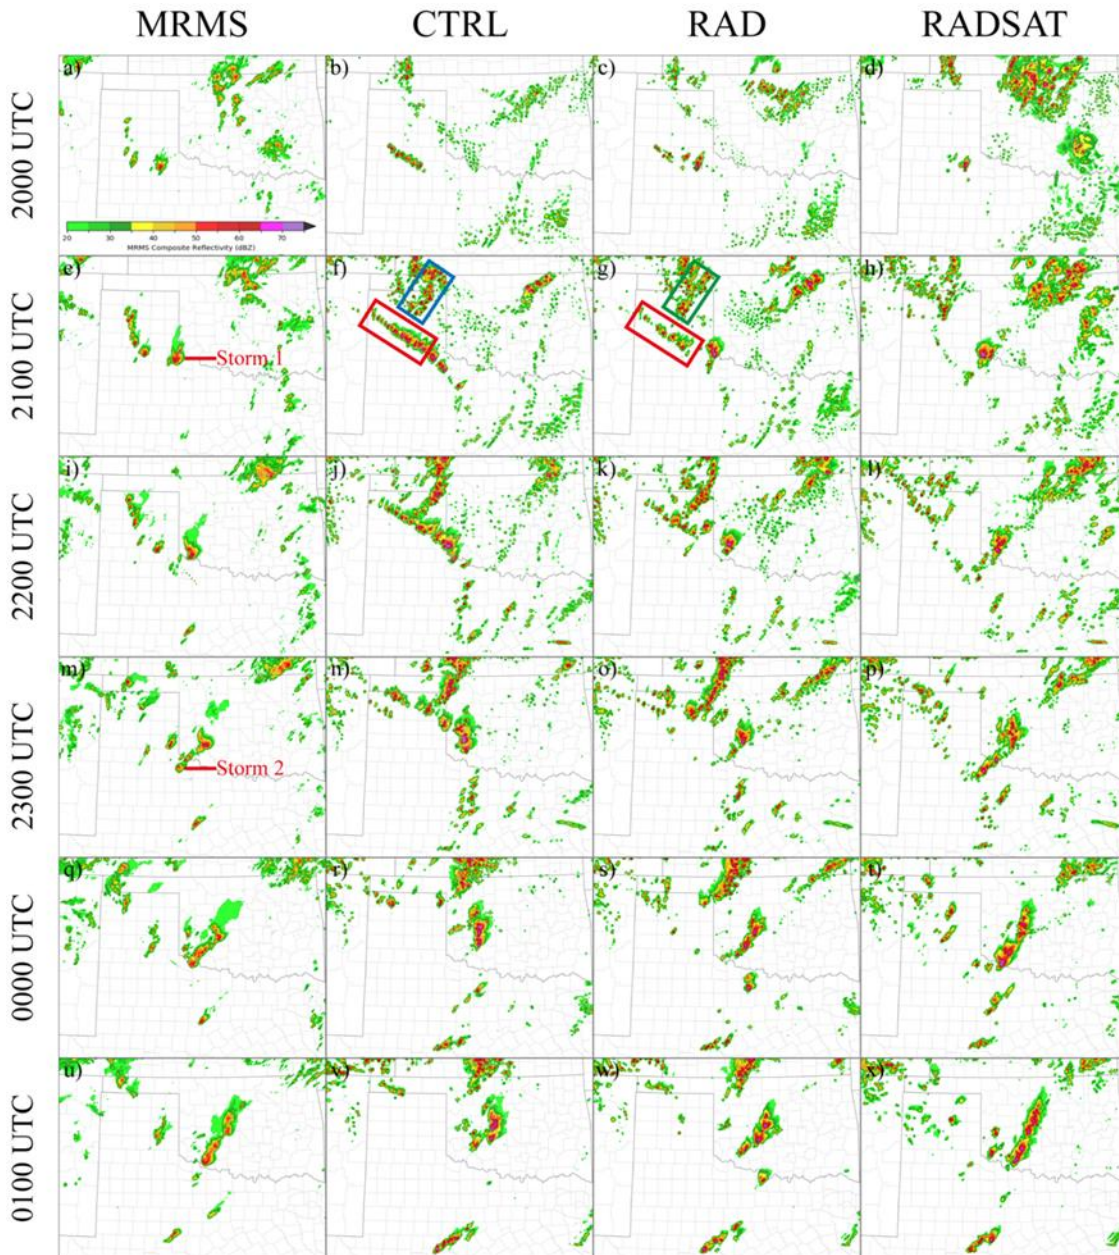 MRMS CTRL RAD RADSAT
2000 UTC
a) b) c) d)
20 30 40 50 60 70
MRMS Composite Reflectivity (dBZ)
2100 UTC
e) f) g) h)
Storm 1
2200 UTC
i) j) k) l)
2300 UTC
m) n) o) p)
Storm 2
0000 UTC
q) r) s) t)
0100 UTC
u) v) w) x)